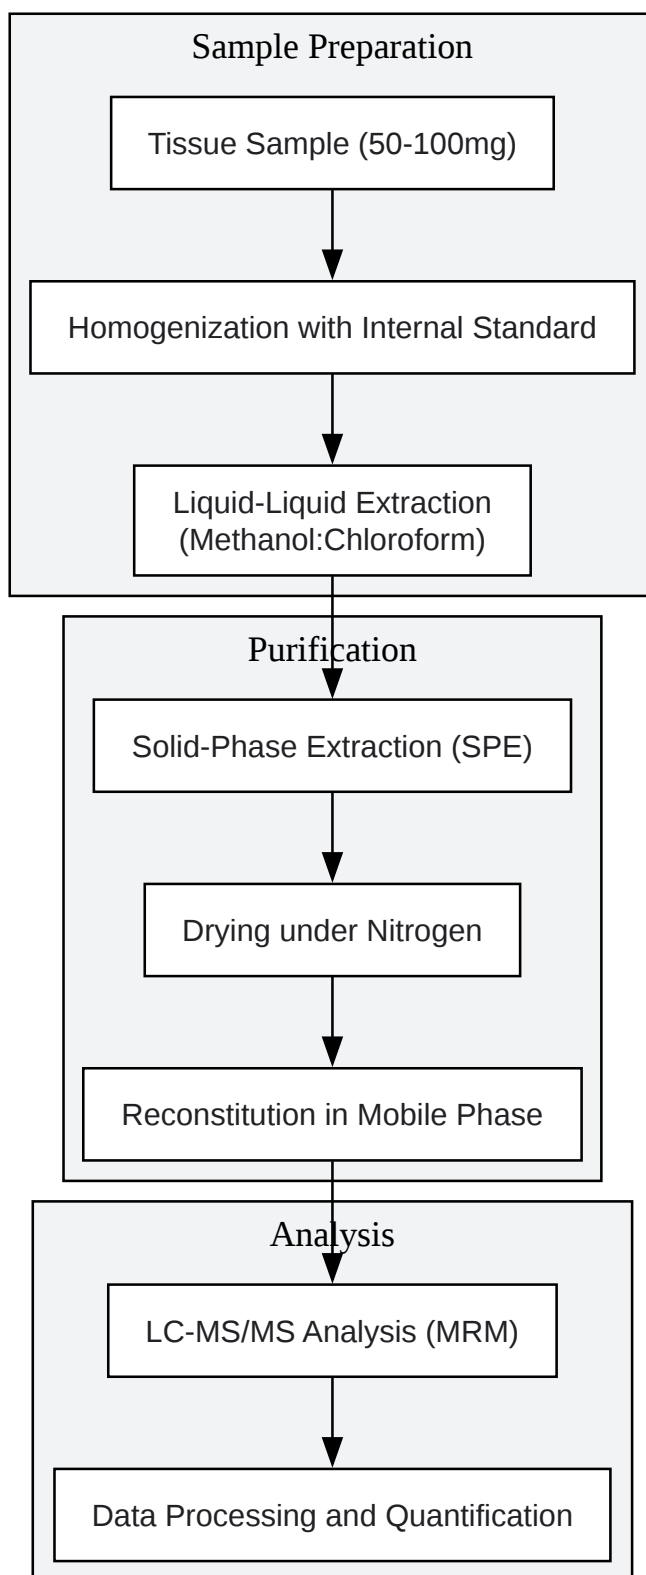 Sample Preparation
Tissue Sample (50-100mg)
Homogenization with Internal Standard
Liquid-Liquid Extraction
(Methanol:Chloroform)
Purification
Solid-Phase Extraction (SPE)
Drying under Nitrogen
Reconstitution in Mobile Phase
Analysis
LC-MS/MS Analysis (MRM)
Data Processing and Quantification